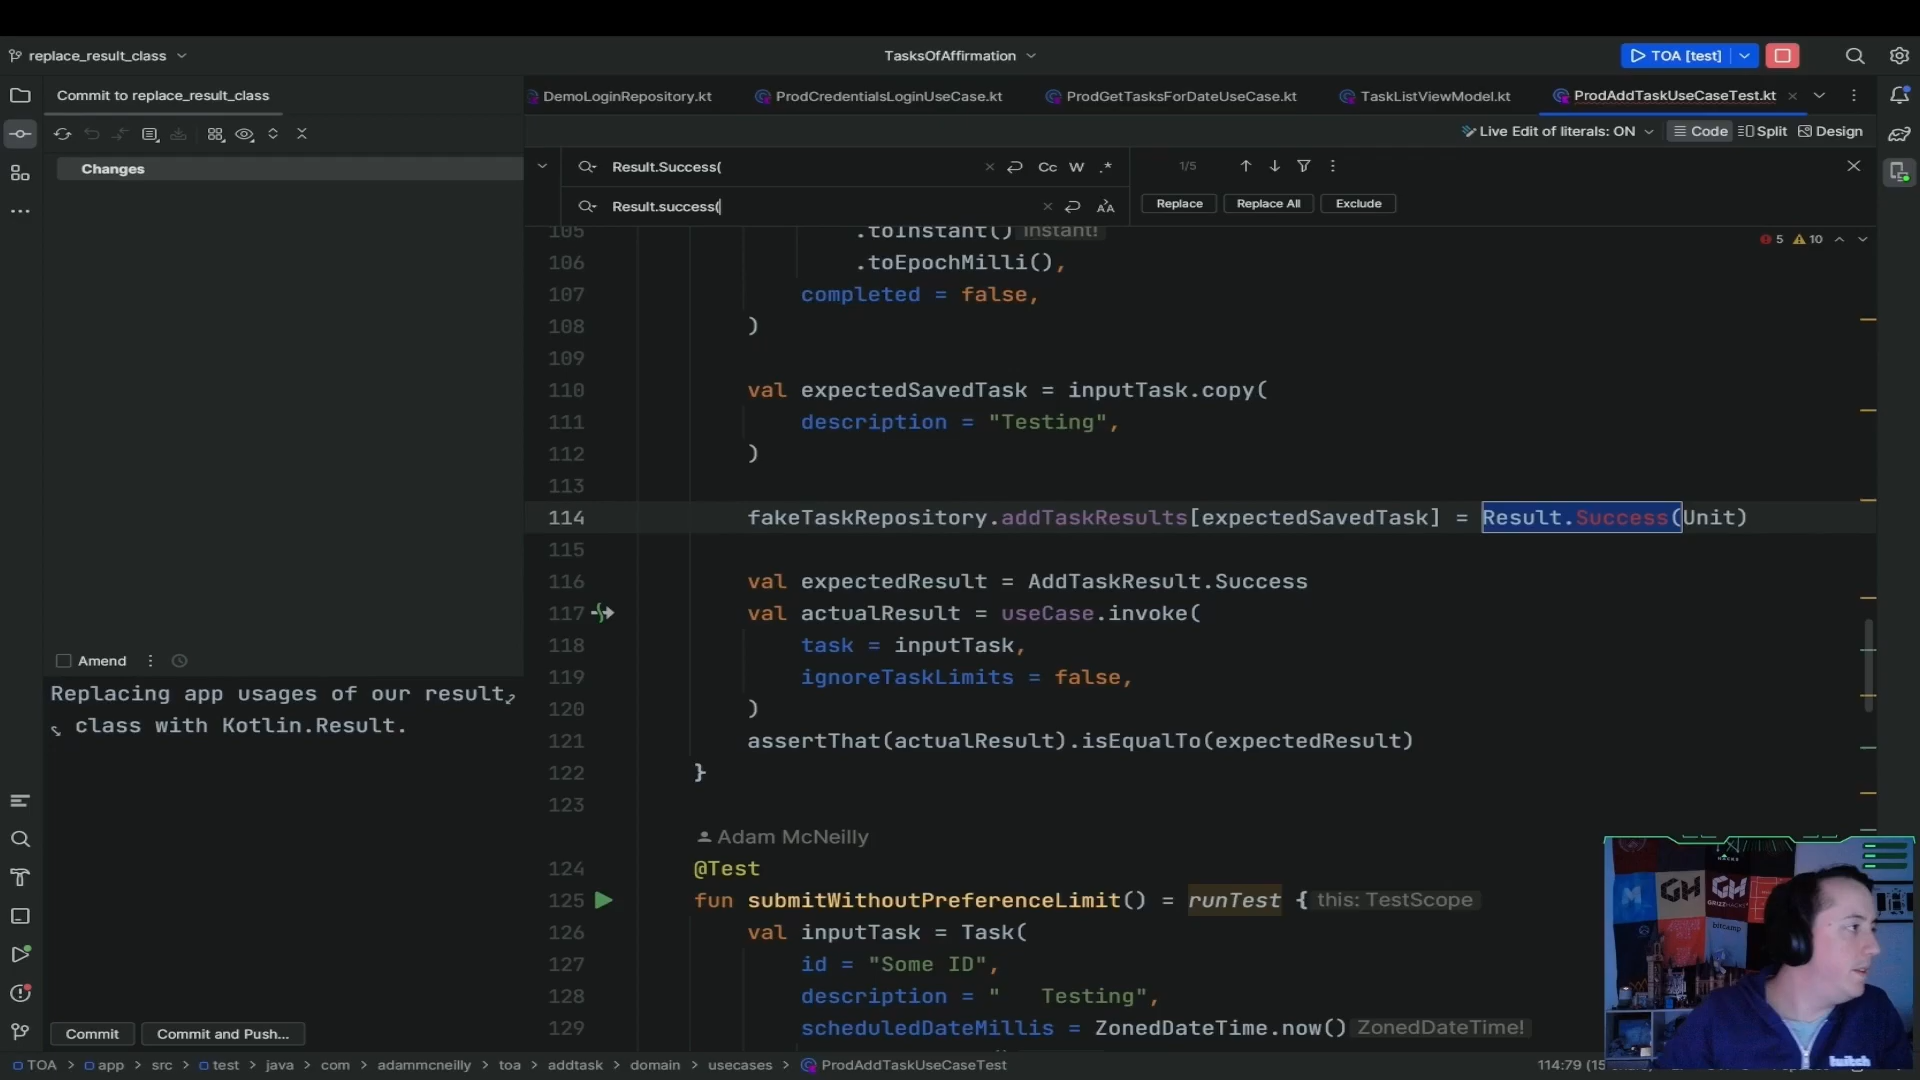 replace_result_class
TasksOfAffirmation
TOA [test]
Commit to replace_result_class
DemoLoginRepository.kt
ProdCredentialsLoginUseCase.kt
ProdGetTasksForDateUseCase.kt
TaskListViewModel.kt
ProdAddTaskUseCaseTest.kt
Live Edit of literals: ON
Code
Split
Design
Changes
Result.Success(
Cc
W
.*
1/5
Result.success(
Replace
Replace All
Exclude
5
10
105 .toInstant() Instant!
106 .toEpochMilli(),
107 completed = false,
108 )
109
110 val expectedSavedTask = inputTask.copy(
111 description = "Testing",
112 )
113
114 fakeTaskRepository.addTaskResults[expectedSavedTask] = Result.Success(Unit)
115
116 val expectedResult = AddTaskResult.Success
117 val actualResult = useCase.invoke(
118 task = inputTask,
119 ignoreTaskLimits = false,
120 )
121 assertThat(actualResult).isEqualTo(expectedResult)
122 }
123
Adam McNeilly
124 @Test
125 fun submitWithoutPreferenceLimit() = runTest { this: TestScope
126 val inputTask = Task(
127 id = "Some ID",
128 description = "   Testing",
129 scheduledDateMillis = ZonedDateTime.now() ZonedDateTime!
Amend
Replacing app usages of our result
class with Kotlin.Result.
Commit
Commit and Push...
TOA > app > src > test > java > com > adammcneilly > toa > addtask > domain > usecases > ProdAddTaskUseCaseTest
114:79
GH
GH
GRIZZHACKS
bitcamp
twitch